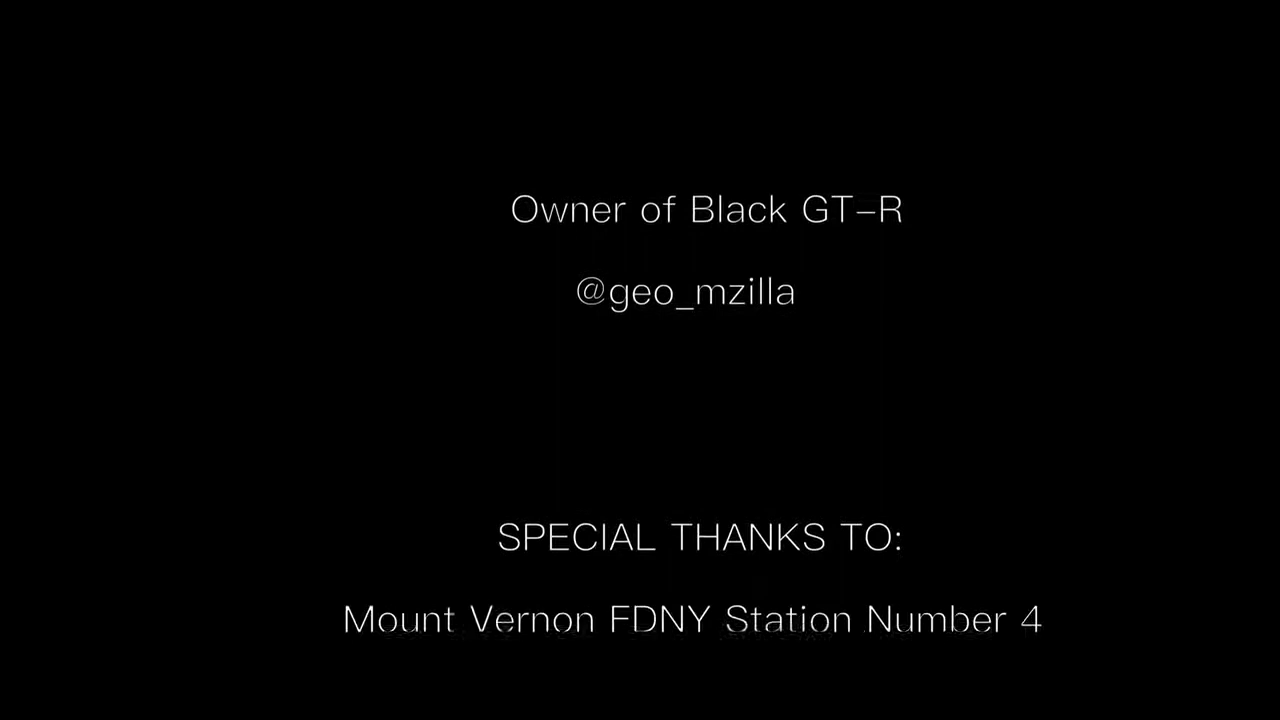 Owner of Black GT-R
@geo_mzilla
SPECIAL THANKS TO:
Mount Vernon FDNY Station Number 4